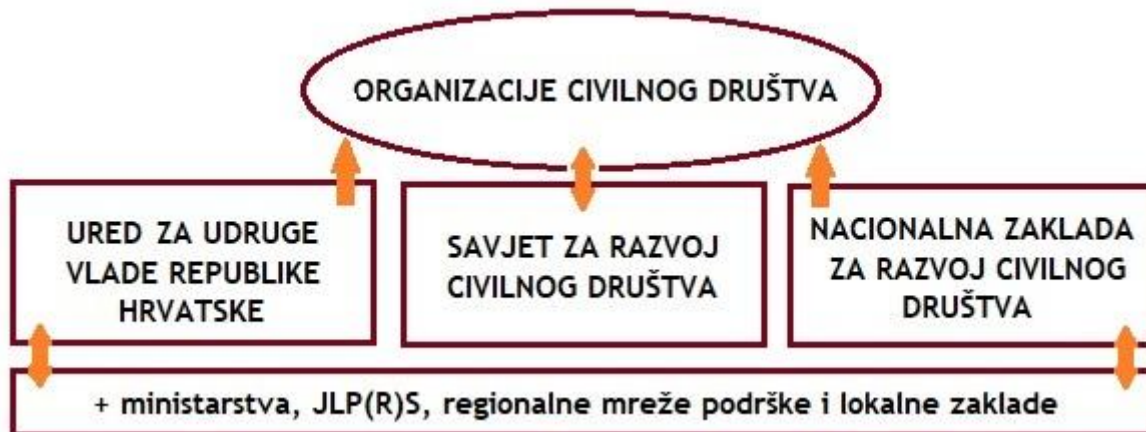 ORGANIZACIJE CIVILNOG DRUŠTVA
URED ZA UDRUGE
VLADE REPUBLIKE
HRVATSKE
SAVJET ZA RAZVOJ
CIVILNOG DRUŠTVA
NACIONALNA ZAKLADA
ZA RAZVOJ CIVILNOG
DRUŠTVA
+ ministarstva, JLP(R)S, regionalne mreže podrške i lokalne zaklade